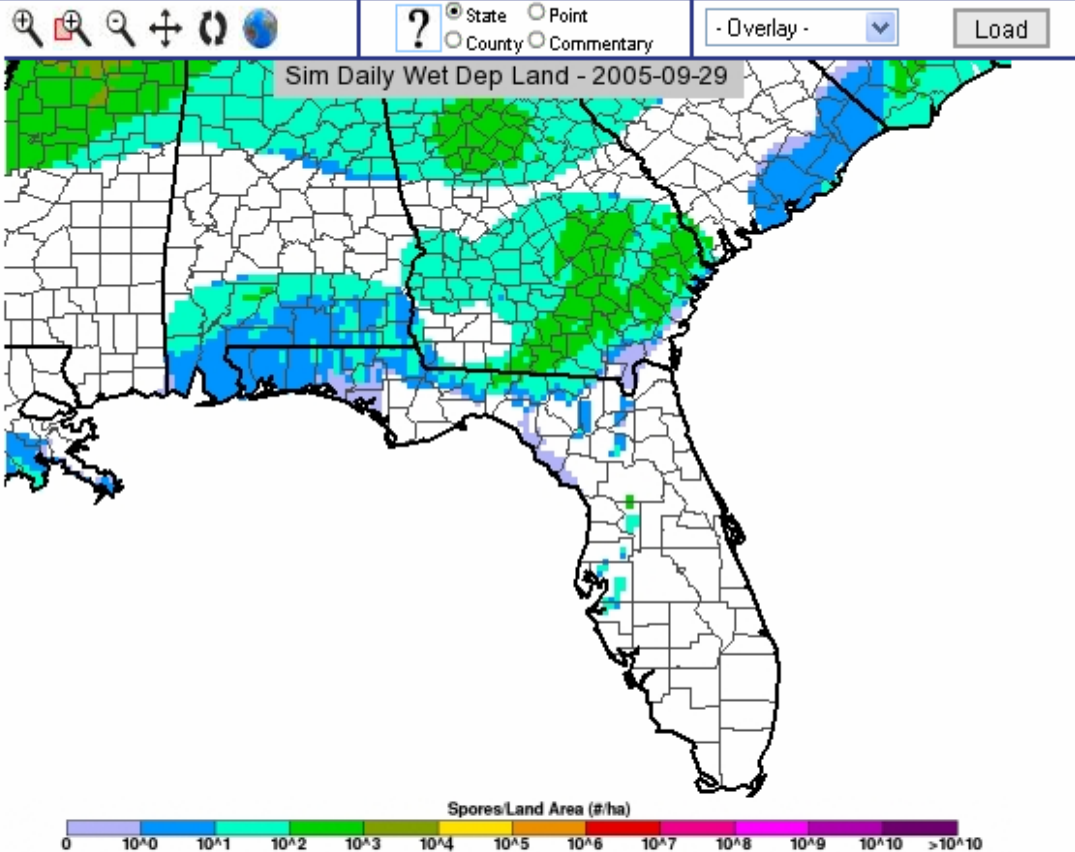 ?
State
Point
County
Commentary
- Overlay -
Load
Sim Daily Wet Dep Land - 2005-09-29
Spores/Land Area (#/ha)
0 10^0 10^1 10^2 10^3 10^4 10^5 10^6 10^7 10^8 10^9 10^10 >10^10